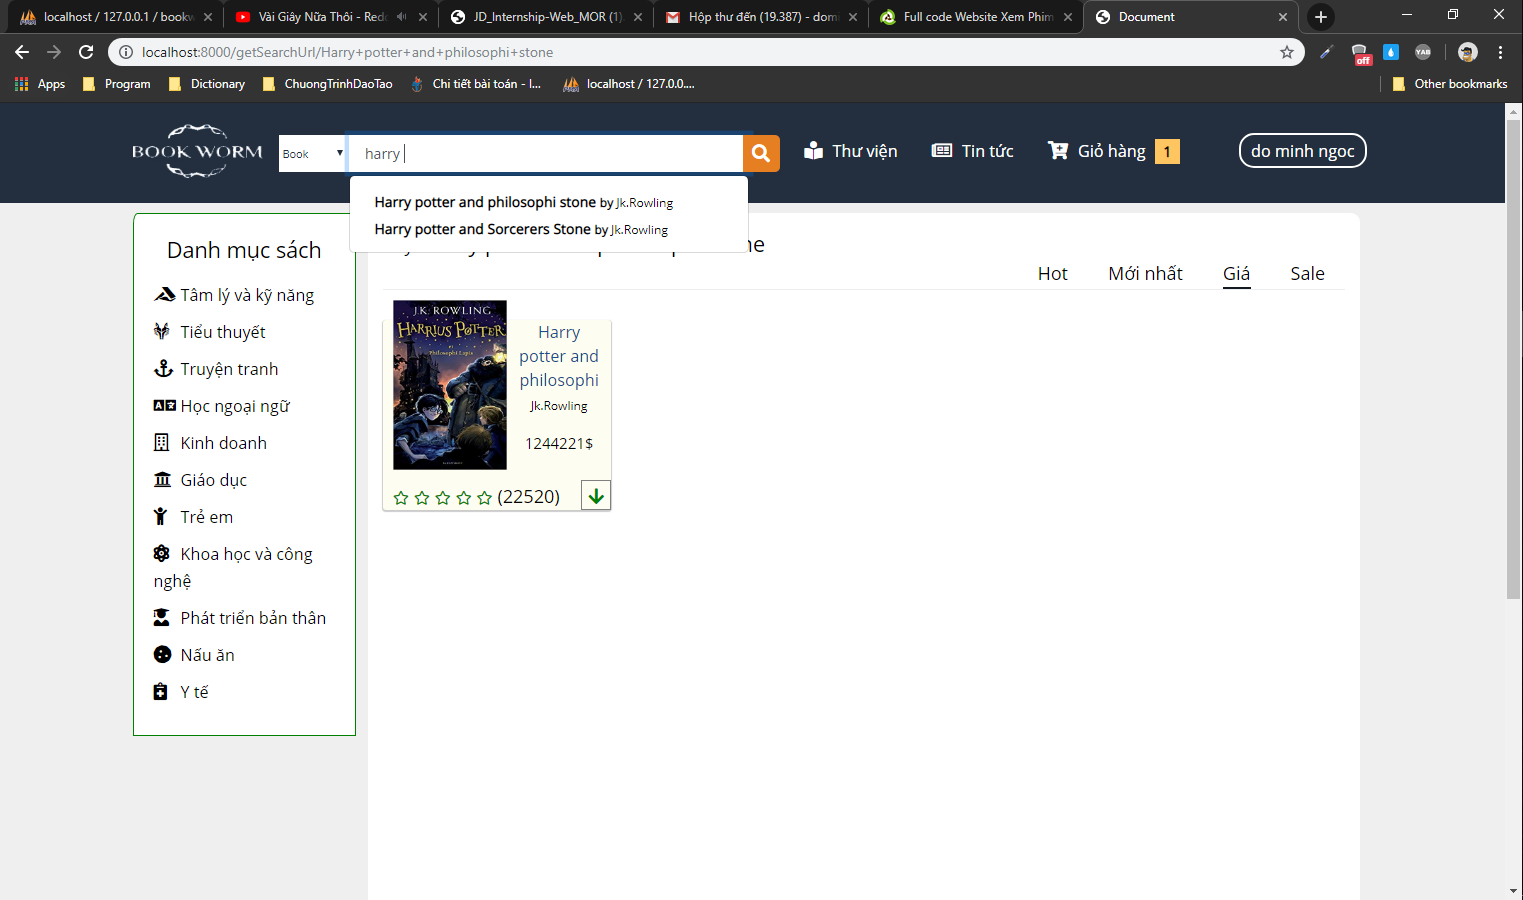 localhost / 127.0.0.1 / bookw
Vài Giây Nữa Thôi - Redd
JD_Internship-Web_MOR (1).
Hộp thư đến (19.387) - domi
Full code Website Xem Phim
Document
localhost:8000/getSearchUrl/Harry+potter+and+philosophi+stone
off
YAB
Apps
Program
Dictionary
ChuongTrinhDaoTao
Chi tiết bài toán - I...
localhost / 127.0.0....
Other bookmarks
BOOK WORM
Book
harry
Thư viện
Tin tức
Giỏ hàng 1
do minh ngoc
Harry potter and philosophi stone by Jk.Rowling
Harry potter and Sorcerers Stone by Jk.Rowling
Danh mục sách
Tâm lý và kỹ năng
Tiểu thuyết
Truyện tranh
Học ngoại ngữ
Kinh doanh
Giáo dục
Trẻ em
Khoa học và công
nghệ
Phát triển bản thân
Nấu ăn
Y tế
Hot
Mới nhất
Giá
Sale
J.K. ROWLING
HARRIUS POTTER
Philosophi Lapis
Harry
potter and
philosophi
Jk.Rowling
1244221$
(22520)